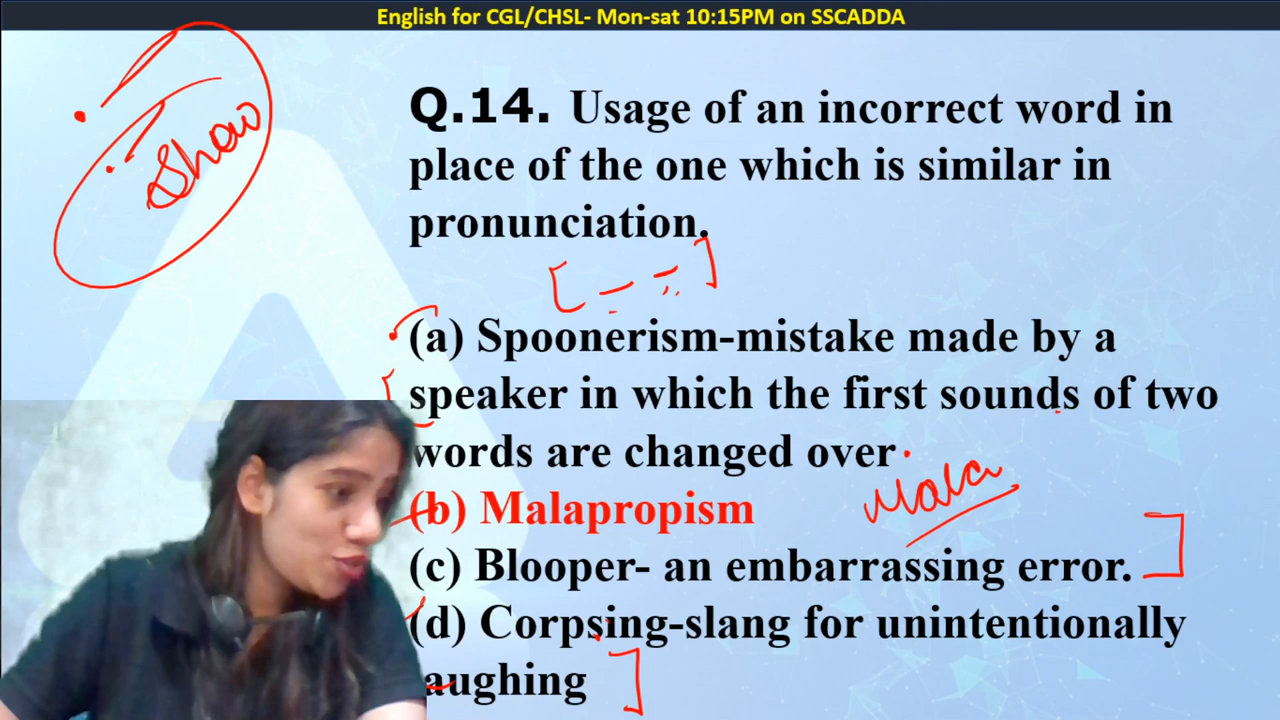 English for CGL/CHSL- Mon-sat 10:15PM on SSCADDA
show
Q.14. Usage of an incorrect word in
place of the one which is similar in
pronunciation.
(a) Spoonerism-mistake made by a
speaker in which the first sounds of two
words are changed over
(b) Malapropism
Mala
(c) Blooper- an embarrassing error.
(d) Corpsing-slang for unintentionally
laughing